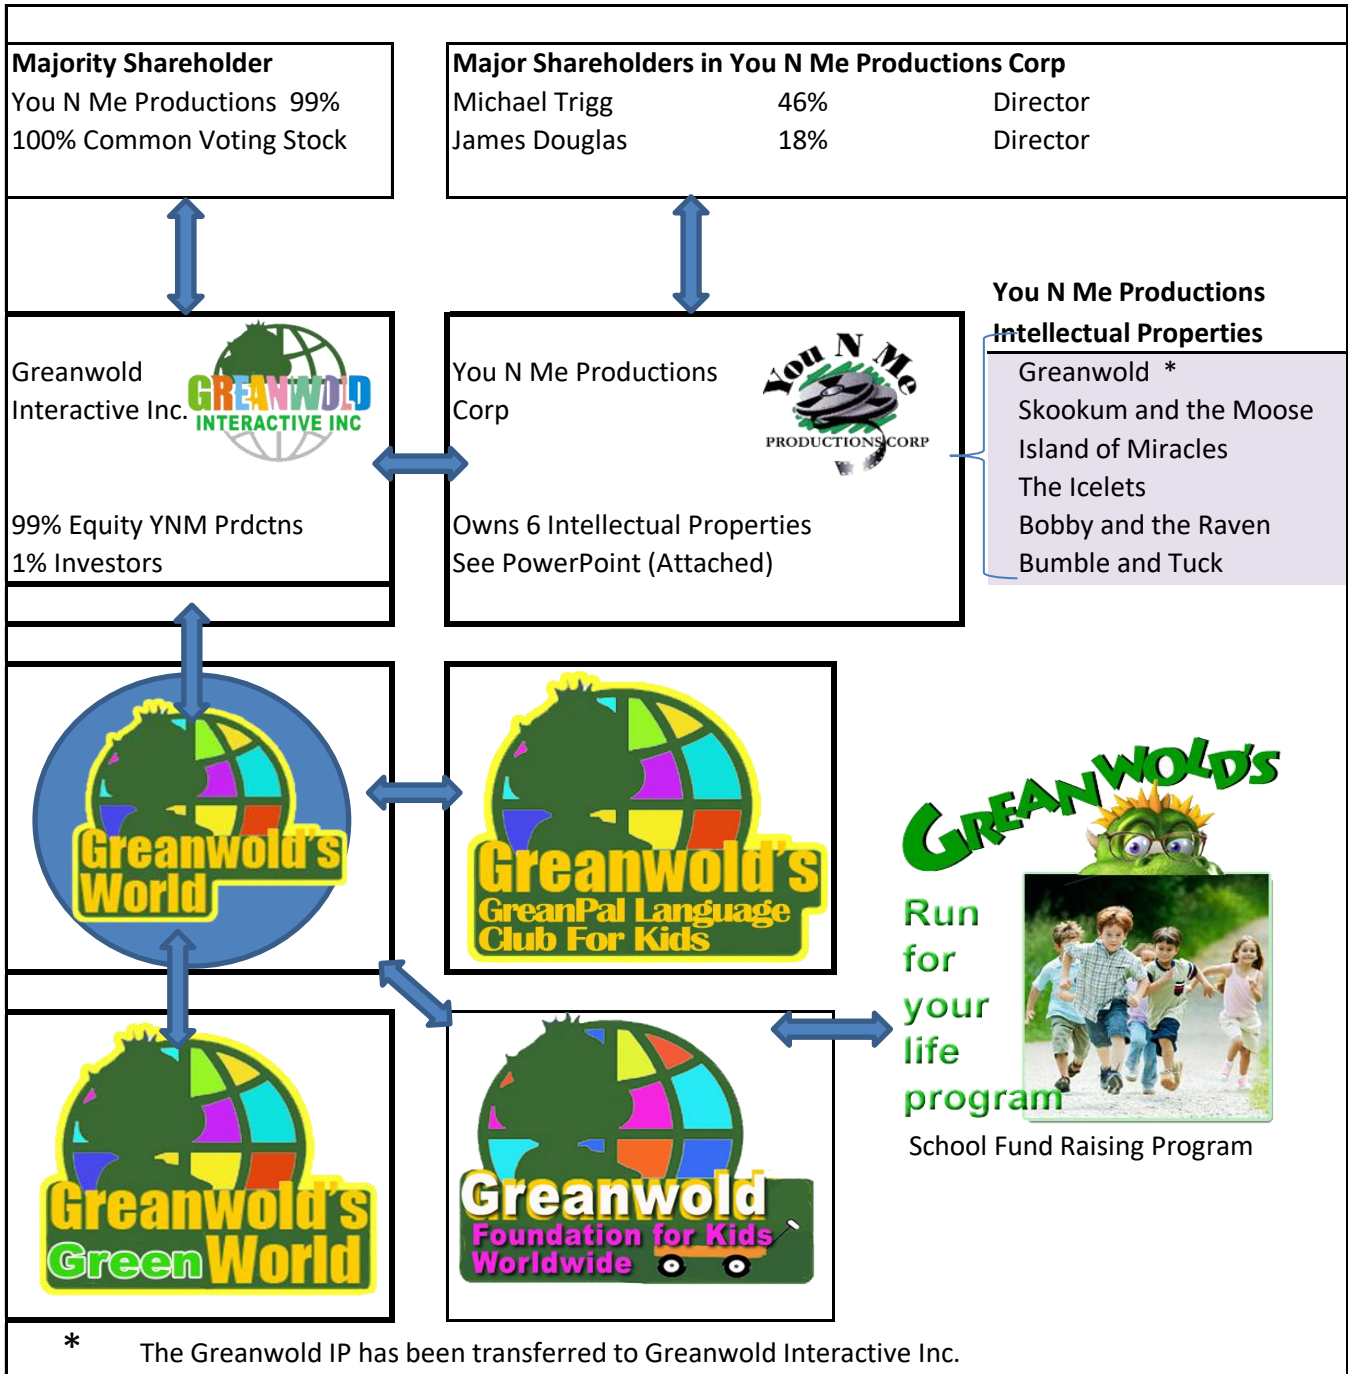 Majority Shareholder
You N Me Productions 99%
100% Common Voting Stock
Major Shareholders in You N Me Productions Corp
Michael Trigg 46% Director
James Douglas 18% Director
Greanwold
Interactive Inc.
GREANWOLD
INTERACTIVE INC
99% Equity YNM Prdctns
1% Investors
You N Me Productions
Corp
You N Me
PRODUCTIONS CORP
Owns 6 Intellectual Properties
See PowerPoint (Attached)
You N Me Productions
Intellectual Properties
Greanwold *
Skookum and the Moose
Island of Miracles
The Icelets
Bobby and the Raven
Bumble and Tuck
Greanwold's
World
Greanwold's
GreanPal Language
Club For Kids
GREANWOLD'S
Run
for
your
life
program
School Fund Raising Program
Greanwold's
Green World
Greanwold
Foundation for Kids
Worldwide
* The Greanwold IP has been transferred to Greanwold Interactive Inc.